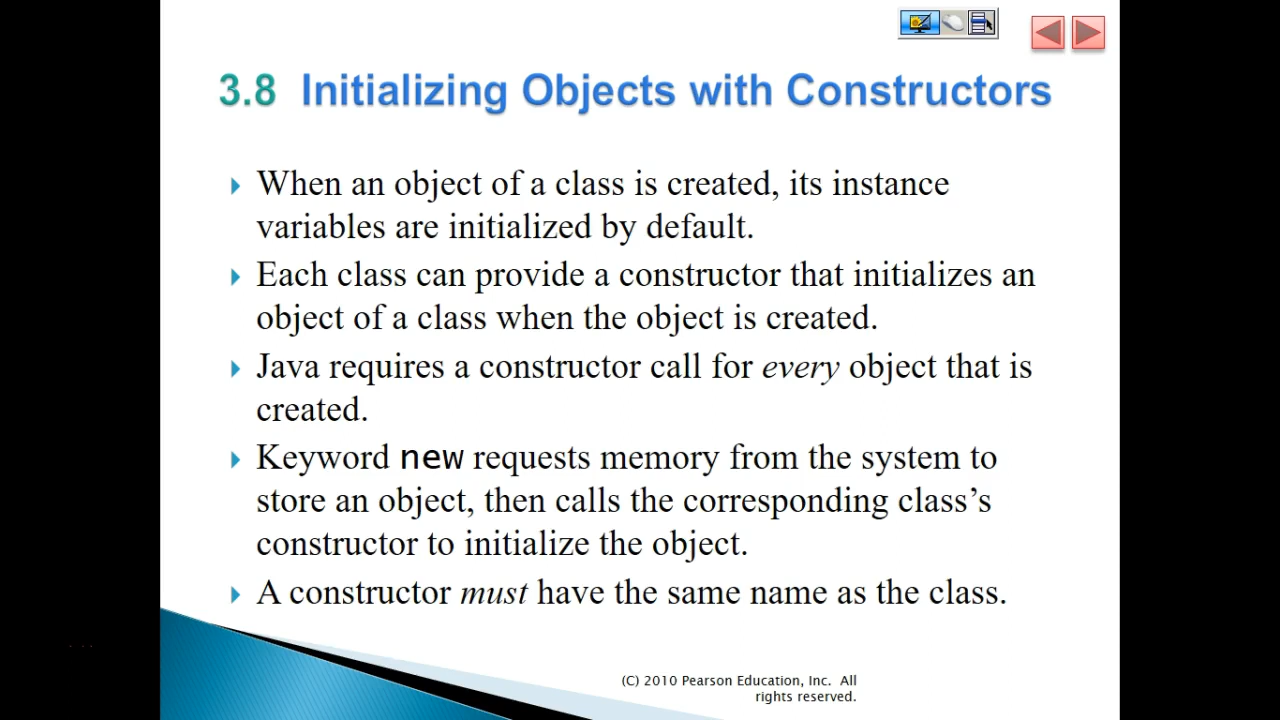 3.8 Initializing Objects with Constructors
When an object of a class is created, its instance
variables are initialized by default.
Each class can provide a constructor that initializes an
object of a class when the object is created.
Java requires a constructor call for every object that is
created.
Keyword new requests memory from the system to
store an object, then calls the corresponding class’s
constructor to initialize the object.
A constructor must have the same name as the class.
(C) 2010 Pearson Education, Inc. All
rights reserved.